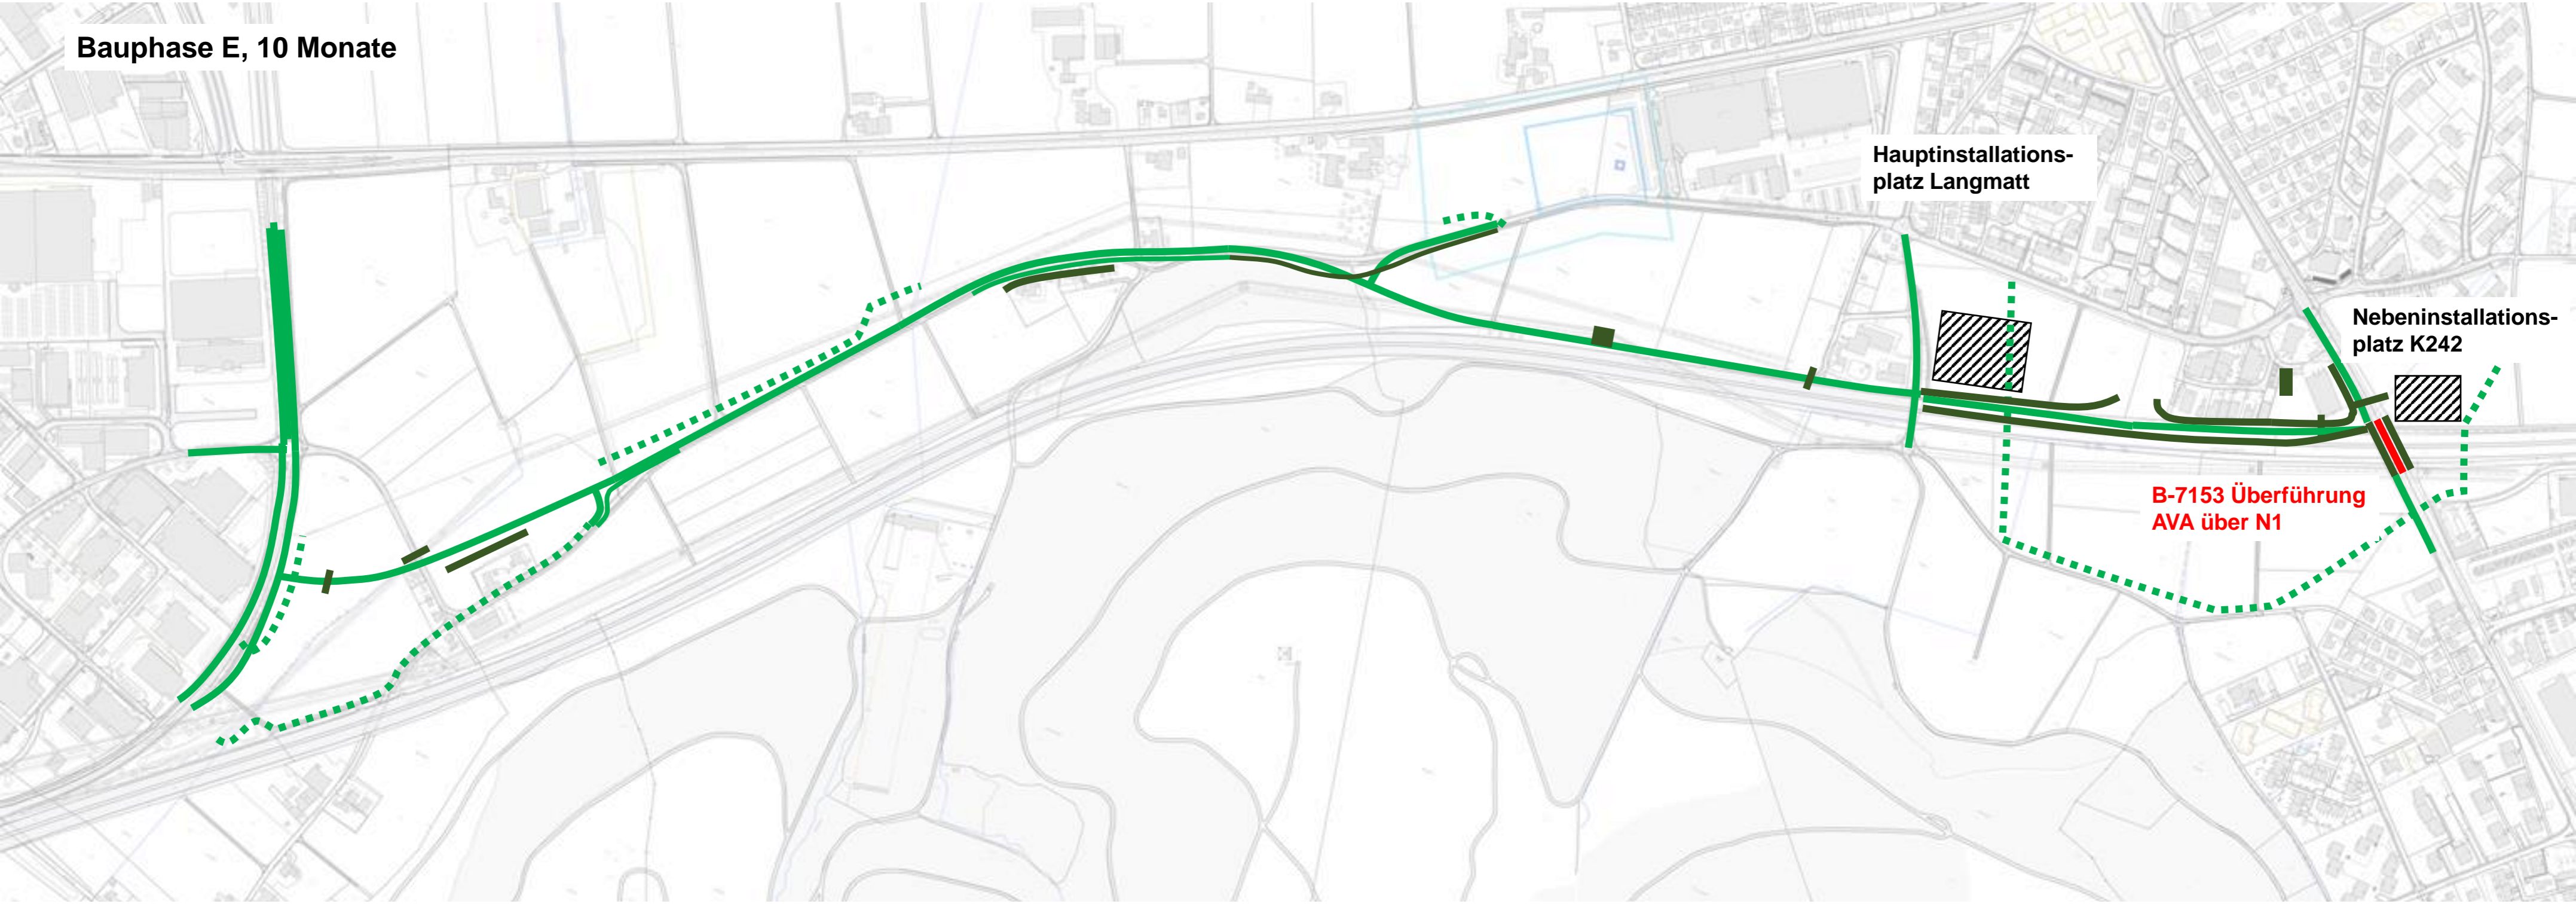 Bauphase E, 10 Monate
Hauptinstallations-
platz Langmatt
Nebeninstallations-
platz K242
B-7153 Überführung
AVA über N1